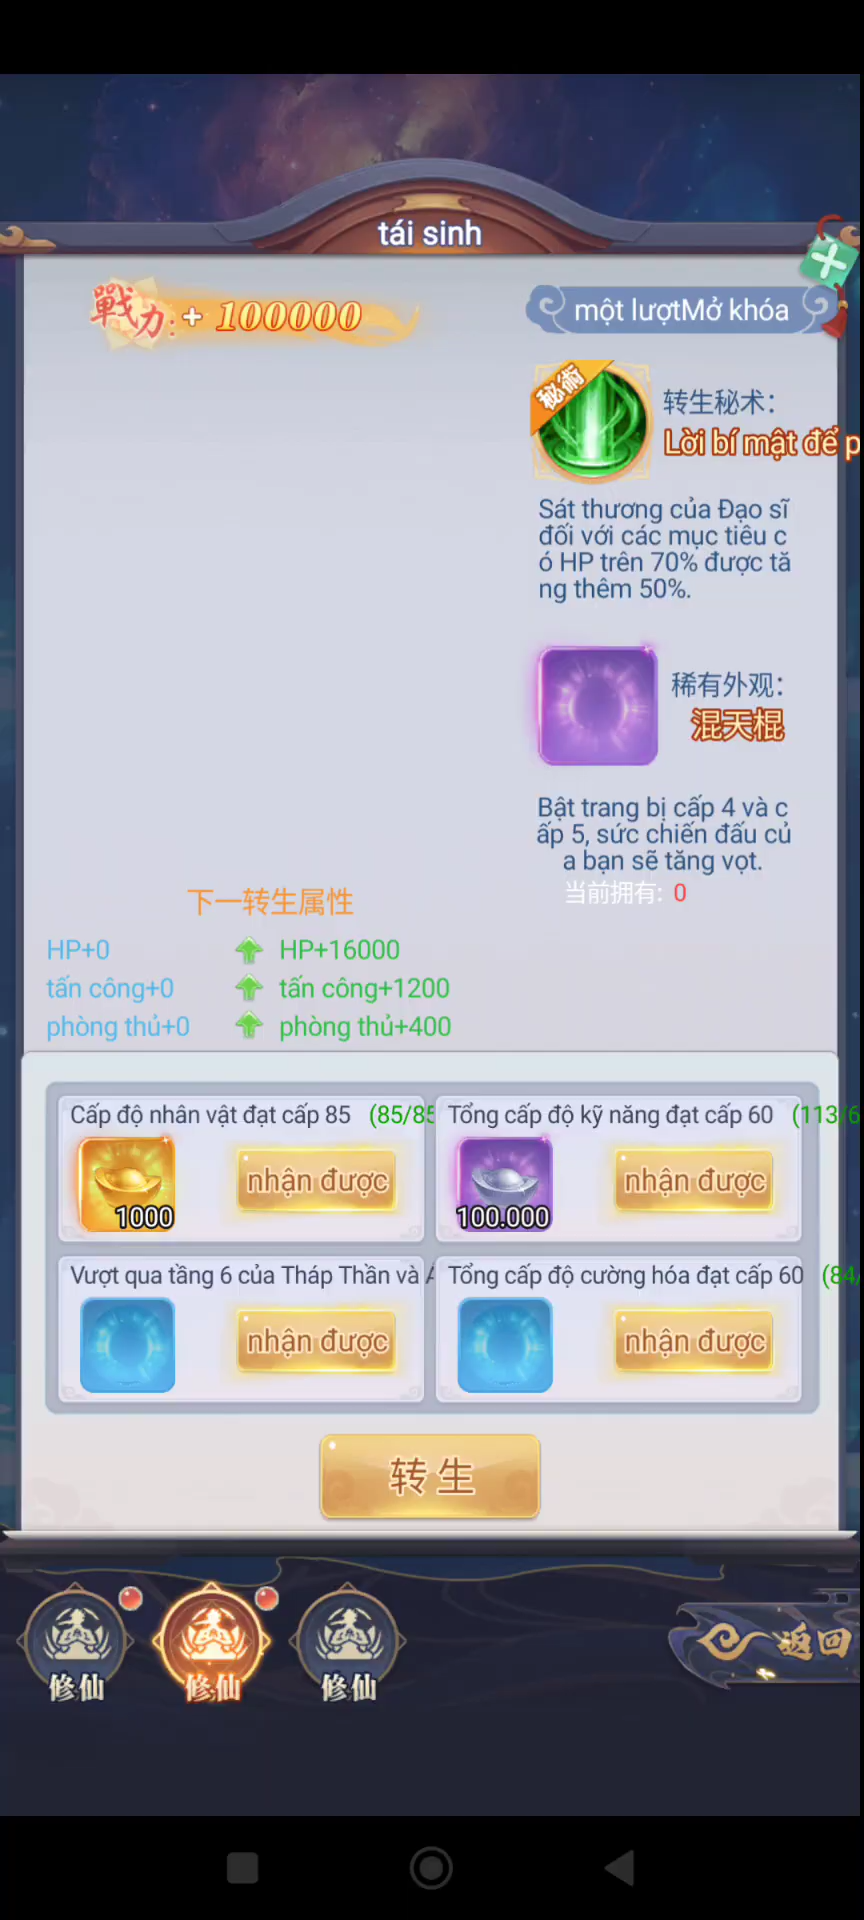 tái sinh
戰力: + 100000
một lượtMở khóa
秘術
转生秘术:
Lời bí mật để p
Sát thương của Đạo sĩ
đối với các mục tiêu c
ó HP trên 70% được tă
ng thêm 50%.
稀有外观:
混天棍
Bật trang bị cấp 4 và c
ấp 5, sức chiến đấu củ
a bạn sẽ tăng vọt.
当前拥有: 0
下一转生属性
HP+0 HP+16000
tấn công+0 tấn công+1200
phòng thủ+0 phòng thủ+400
Cấp độ nhân vật đạt cấp 85 (85/85
1000
nhận được
Tổng cấp độ kỹ năng đạt cấp 60 (113/6
100.000
nhận được
Vượt qua tầng 6 của Tháp Thần và
nhận được
Tổng cấp độ cường hóa đạt cấp 60 (84/
nhận được
转生
修仙
修仙
修仙
返回